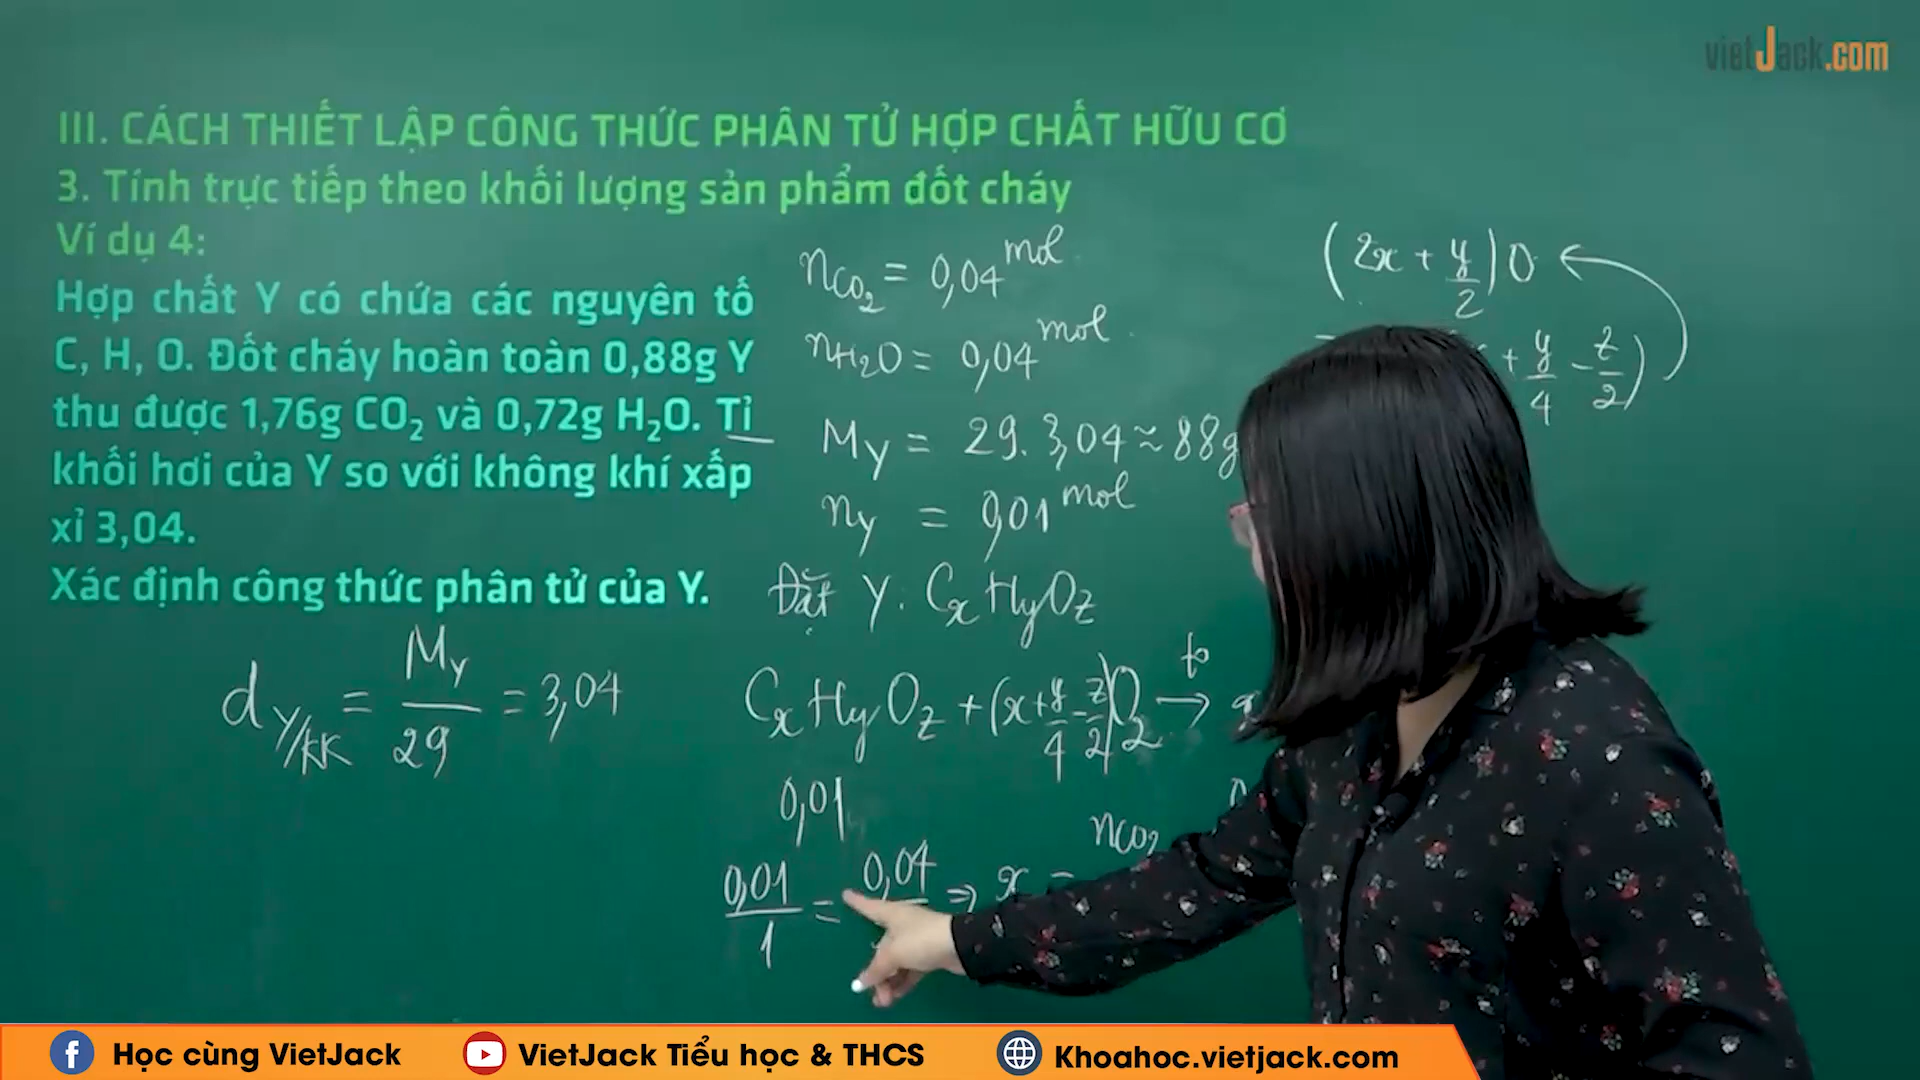 vietJack.com
III. CÁCH THIẾT LẬP CÔNG THỨC PHÂN TỬ HỢP CHẤT HỮU CƠ
3. Tính trực tiếp theo khối lượng sản phẩm đốt cháy
Ví dụ 4:
Hợp chất Y có chứa các nguyên tố
C, H, O. Đốt cháy hoàn toàn 0,88g Y
thu được 1,76g CO₂ và 0,72g H₂O. Tỉ
khối hơi của Y so với không khí xấp
xỉ 3,04.
Xác định công thức phân tử của Y.
d Y/KK = My/29 = 3,04
nCO₂ = 0,04 mol
nH₂O = 0,04 mol
My = 29. 3,04 ≈ 88g
ny = 0,01 mol
Đặt Y. CxHyOz
CxHyOz + (x+y/4-z/2)O₂ t° →
0,01
0,01/1 = 0,04 ⇒ x = nCO₂
(2x + y/2) O
+ y/4 - z/2)
Học cùng VietJack
VietJack Tiểu học & THCS
Khoahoc.vietjack.com